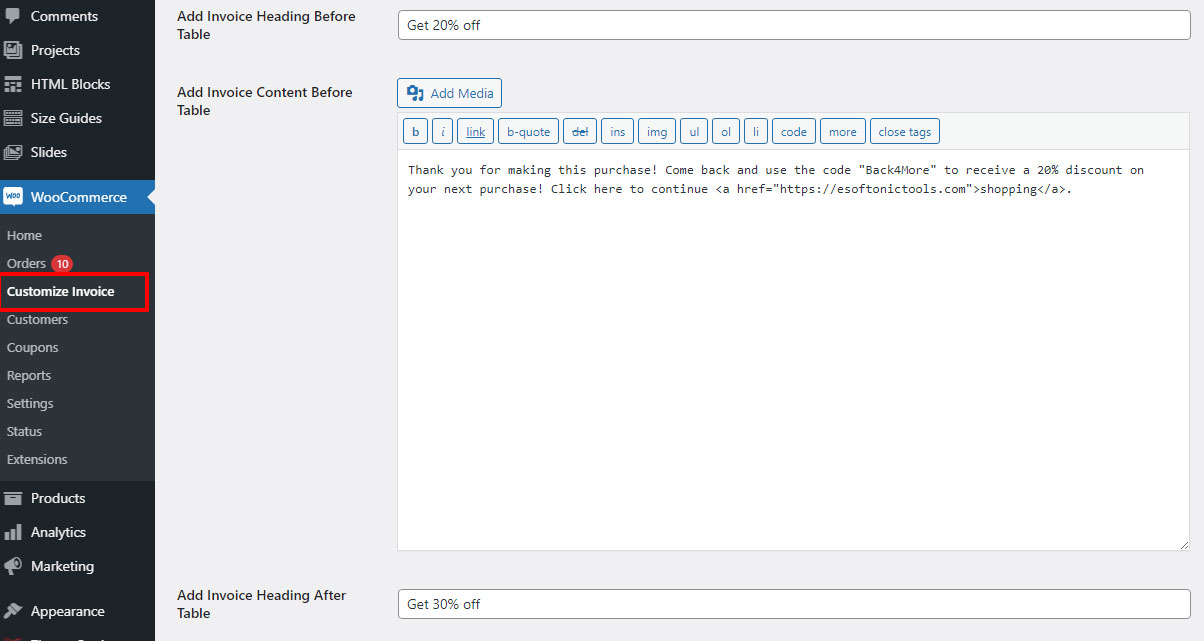 Comments
Projects
HTML Blocks
Size Guides
Slides
Woo WooCommerce
Home
Orders 10
Customize Invoice
Customers
Coupons
Reports
Settings
Status
Extensions
Products
Analytics
Marketing
Appearance
Add Invoice Heading Before
Table
Get 20% off
Add Invoice Content Before
Table
Add Media
b i link b-quote del ins img ul ol li code more close tags
Thank you for making this purchase! Come back and use the code "Back4More" to receive a 20% discount on
your next purchase! Click here to continue <a href="https://esoftonictools.com">shopping</a>.
Add Invoice Heading After
Table
Get 30% off